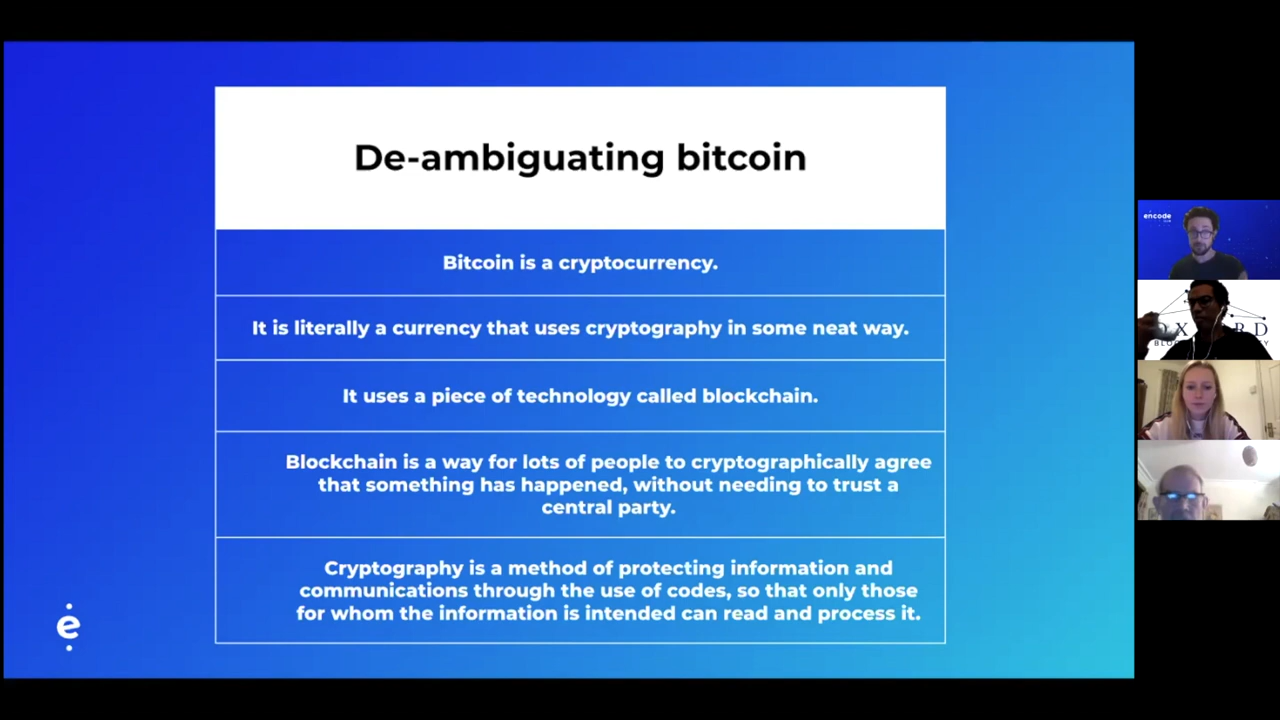 De-ambiguating bitcoin
Bitcoin is a cryptocurrency.
It is literally a currency that uses cryptography in some neat way.
It uses a piece of technology called blockchain.
Blockchain is a way for lots of people to cryptographically agree
that something has happened, without needing to trust a
central party.
Cryptography is a method of protecting information and
communications through the use of codes, so that only those
for whom the information is intended can read and process it.
e
encode